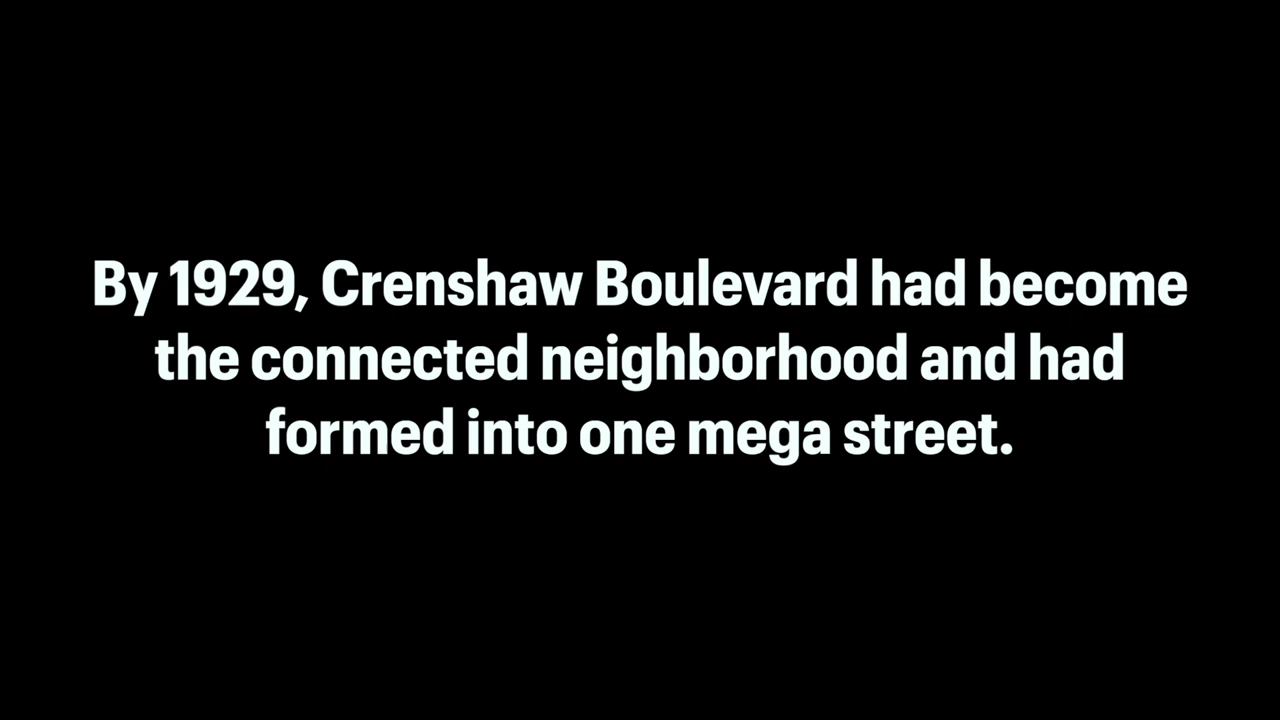 By 1929, Crenshaw Boulevard had become
the connected neighborhood and had
formed into one mega street.